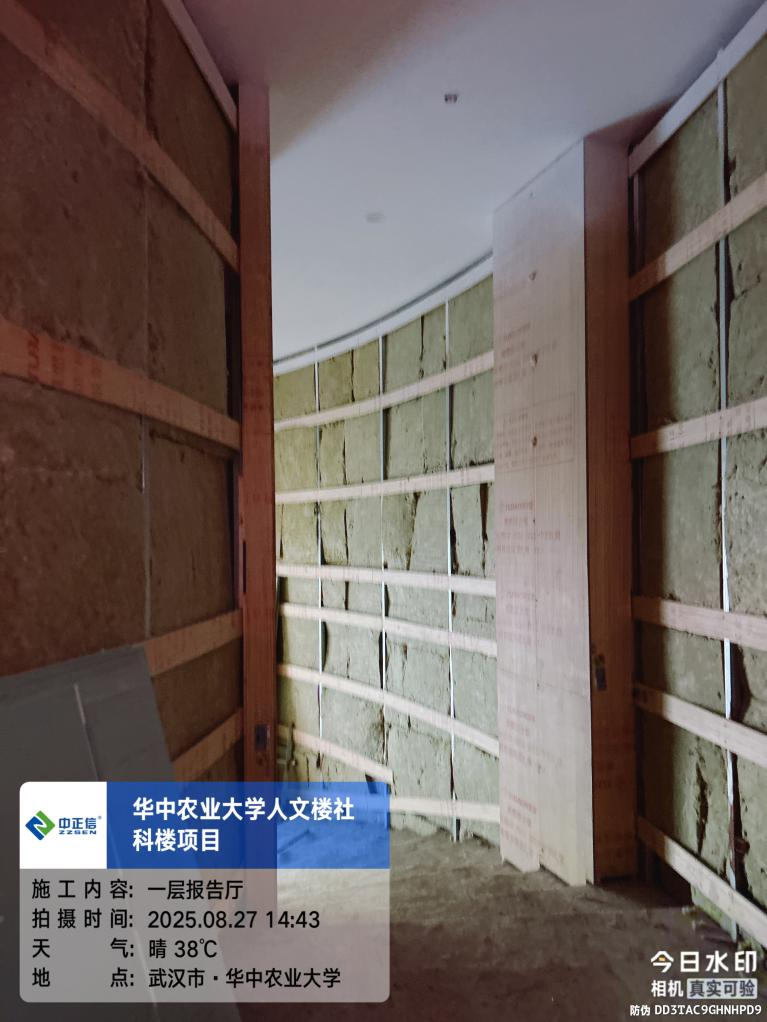 中正信®
ZZSEN
华中农业大学人文楼社
科楼项目
施工内容: 一层报告厅
拍摄时间: 2025.08.27 14:43
天 气: 晴 38℃
地 点: 武汉市·华中农业大学
今日水印
相机 真实可验
防伪 DD3TAC9GHNHPD9